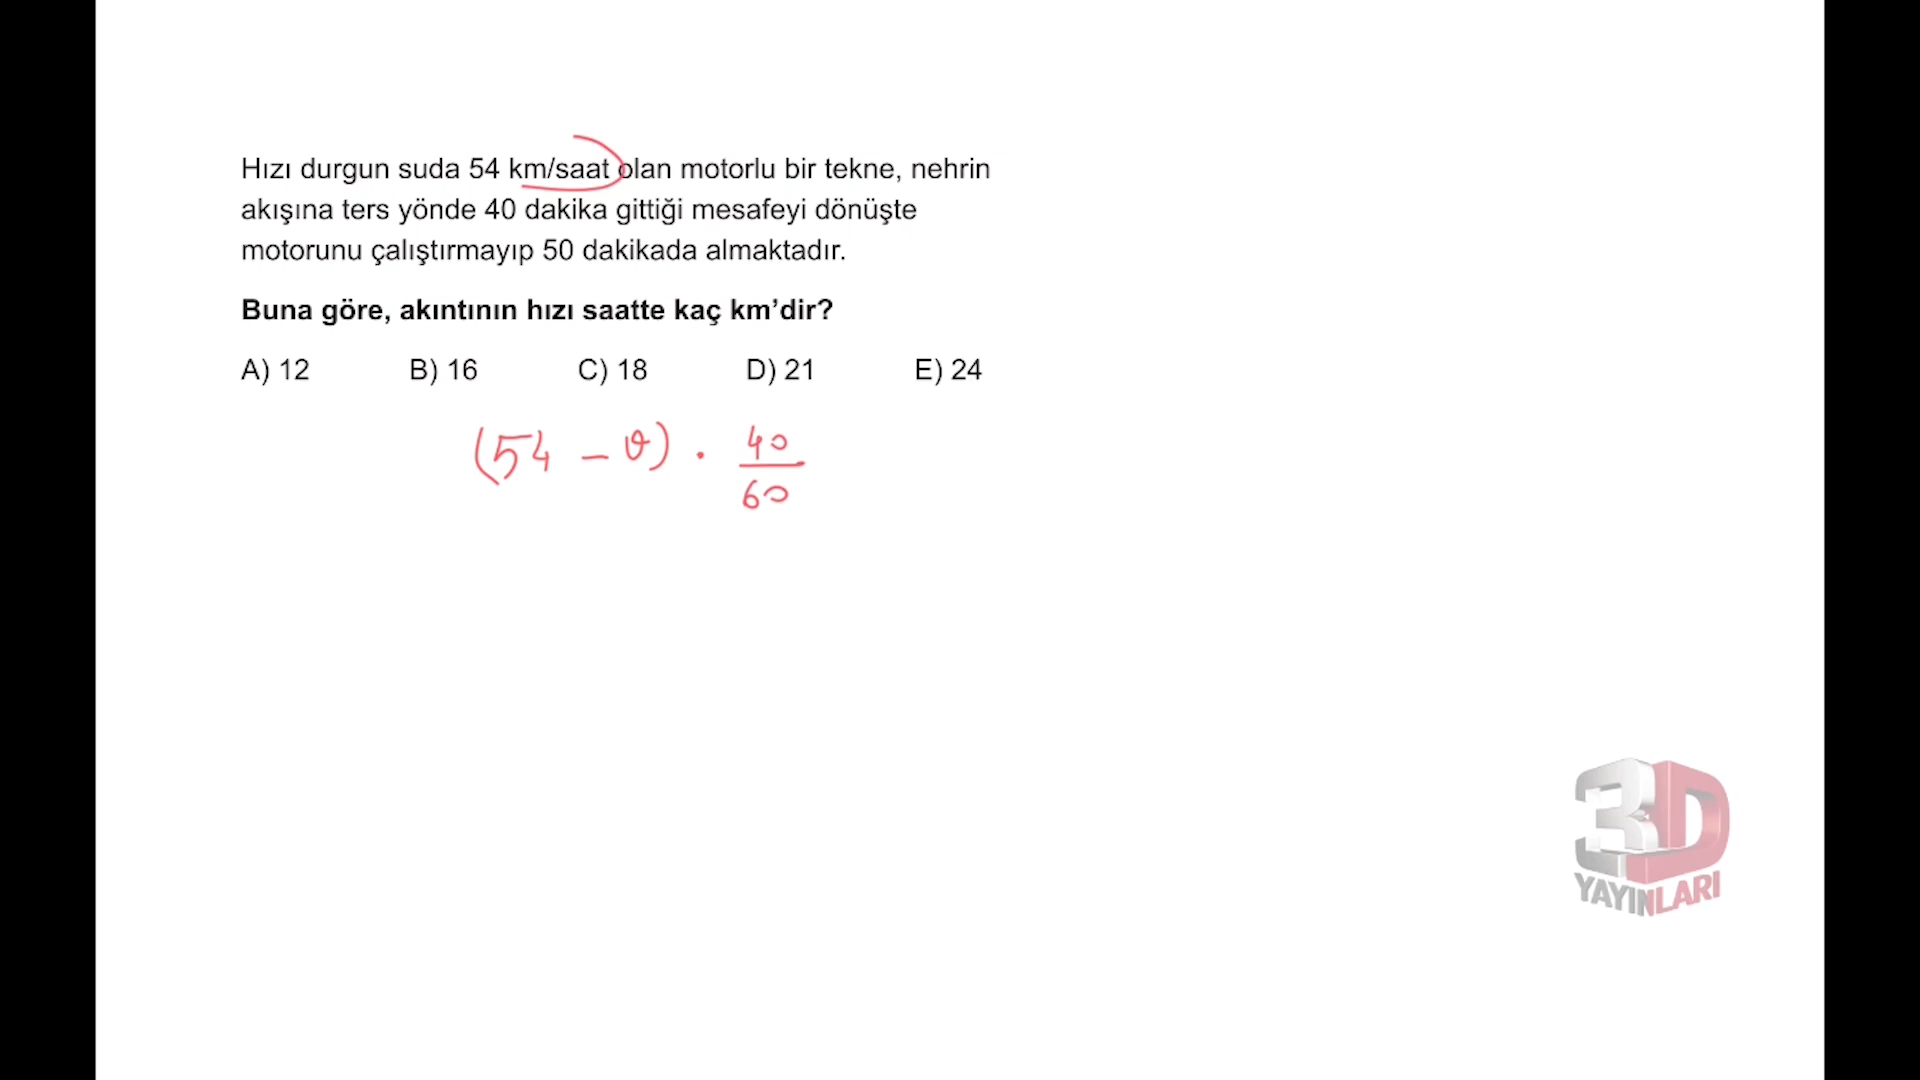 Hızı durgun suda 54 km/saat olan motorlu bir tekne, nehrin
akışına ters yönde 40 dakika gittiği mesafeyi dönüşte
motorunu çalıştırmayıp 50 dakikada almaktadır.
Buna göre, akıntının hızı saatte kaç km’dir?
A) 12 B) 16 C) 18 D) 21 E) 24
(54 - ϑ) · 40/60
3D
YAYINLARI